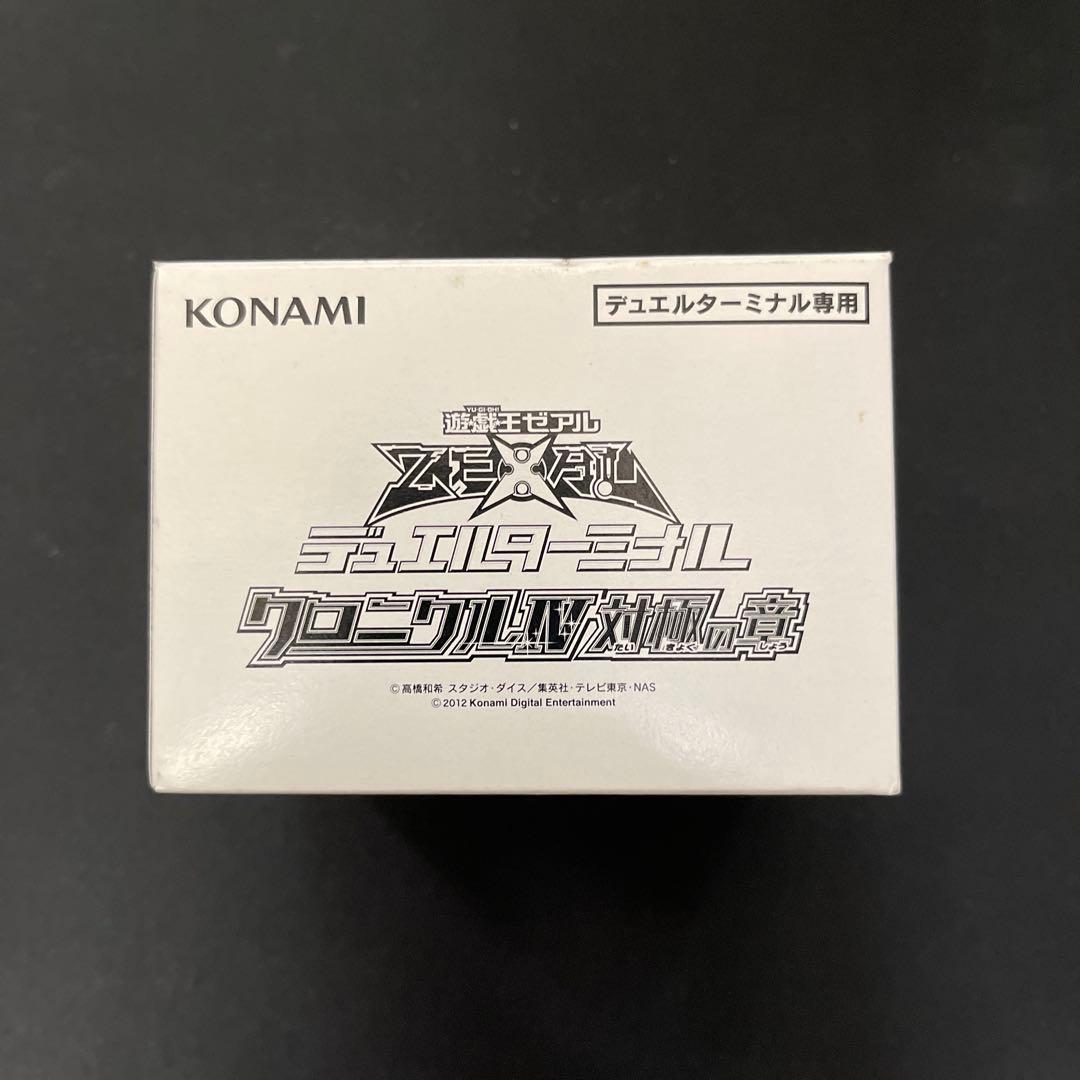 KONAMI
デュエルターミナル専用
YU-GI-OH!
遊戯王ゼアル
ZEXAL
デュエルターミナル
クロニクルⅣ対極の章
たいきょくしょう
©高橋和希 スタジオ・ダイス／集英社・テレビ東京・NAS
©2012 Konami Digital Entertainment